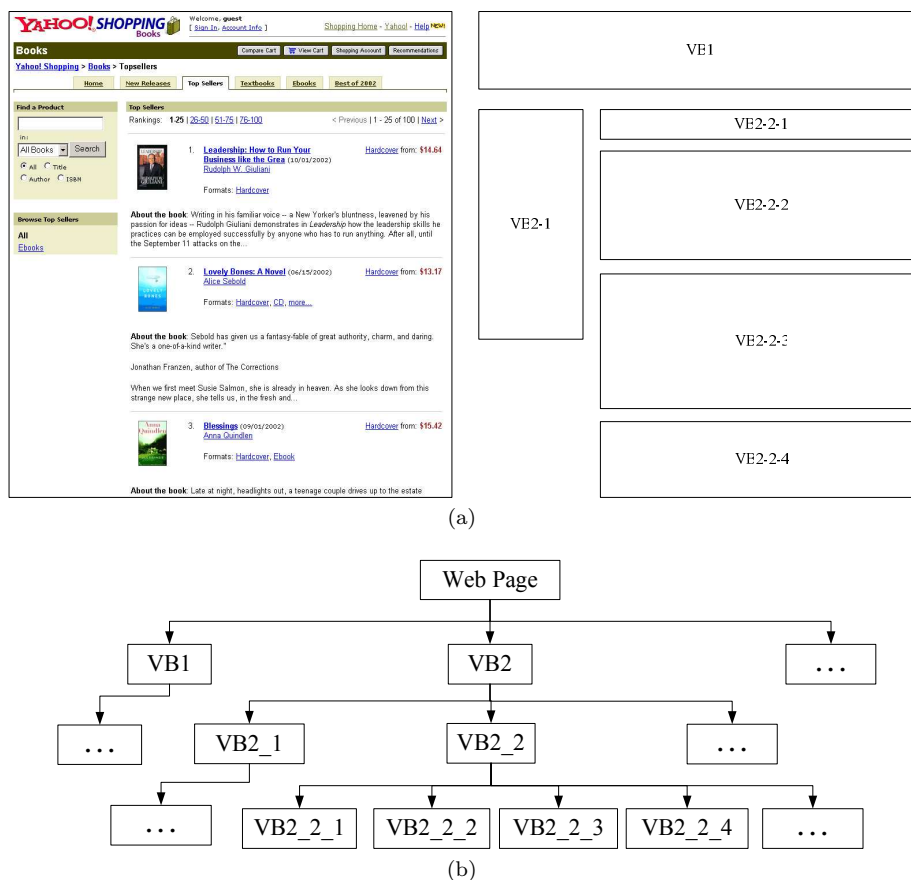 YAHOO! SHOPPING
Books
Welcome, guest
[ Sign In, Account Info ]
Shopping Home - Yahoo! - Help NEW!
Books
Compare Cart
View Cart
Shopping Account
Recommendations
Yahoo! Shopping > Books > Topsellers
Home
New Releases
Top Sellers
Textbooks
Ebooks
Best of 2002
Find a Product
in:
All Books
Search
All
Title
Author
ISBN
Browse Top Sellers
All
Ebooks
Top Sellers
Rankings: 1-25 | 26-50 | 51-75 | 76-100
< Previous | 1 - 25 of 100 | Next >
1. Leadership: How to Run Your
Business like the Grea (10/01/2002)
Rudolph W. Giuliani
Hardcover from: $14.64
Formats: Hardcover
About the book: Writing in his familiar voice -- a New Yorker's bluntness, leavened by his
passion for ideas -- Rudolph Giuliani demonstrates in Leadership how the leadership skills he
practices can be employed successfully by anyone who has to run anything. After all, until
the September 11 attacks on the...
2. Lovely Bones: A Novel (06/15/2002)
Alice Sebold
Hardcover from: $13.17
Formats: Hardcover, CD, more...
About the book: Sebold has given us a fantasy-fable of great authority, charm, and daring.
She's a one-of-a-kind writer."
Jonathan Franzen, author of The Corrections
When we first meet Susie Salmon, she is already in heaven. As she looks down from this
strange new place, she tells us, in the fresh and...
Anna
Quindlen
3. Blessings (09/01/2002)
Anna Quindlen
Hardcover from: $15.42
Formats: Hardcover, Ebook
About the book: Late at night, headlights out, a teenage couple drives up to the estate
VE1
VE2-1
VE2-2-1
VE2-2-2
VE2-2-3
VE2-2-4
(a)
Web Page
VB1
VB2
...
...
VB2_1
VB2_2
...
...
VB2_2_1
VB2_2_2
VB2_2_3
VB2_2_4
...
(b)